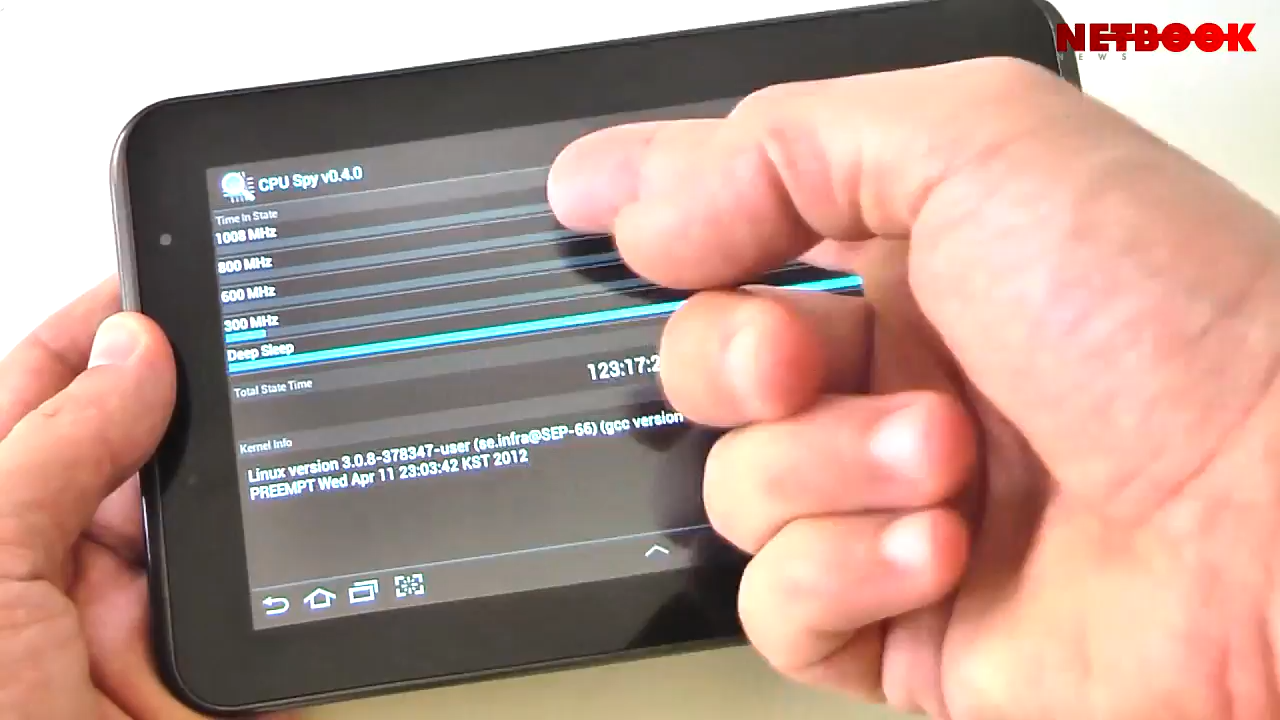 NETBOOK
NEWS
CPU Spy v0.4.0
Time In State
1008 MHz
800 MHz
600 MHz
300 MHz
Deep Sleep
Total State Time
123:17:2
Kernel Info
Linux version 3.0.8-378347-user (se.infra@SEP-66) (gcc version
PREEMPT Wed Apr 11 23:03:42 KST 2012